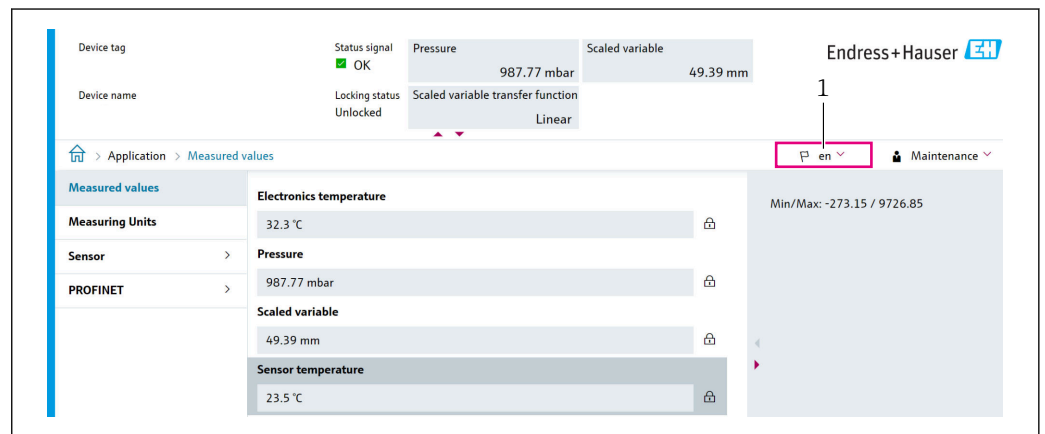 Device tag
Status signal
OK
Pressure
987.77 mbar
Scaled variable
49.39 mm
Endress+Hauser EH
Device name
Locking status
Unlocked
Scaled variable transfer function
Linear
1
> Application > Measured values
en
Maintenance
Measured values
Measuring Units
Sensor >
PROFINET >
Electronics temperature
32.3 °C
Pressure
987.77 mbar
Scaled variable
49.39 mm
Sensor temperature
23.5 °C
Min/Max: -273.15 / 9726.85